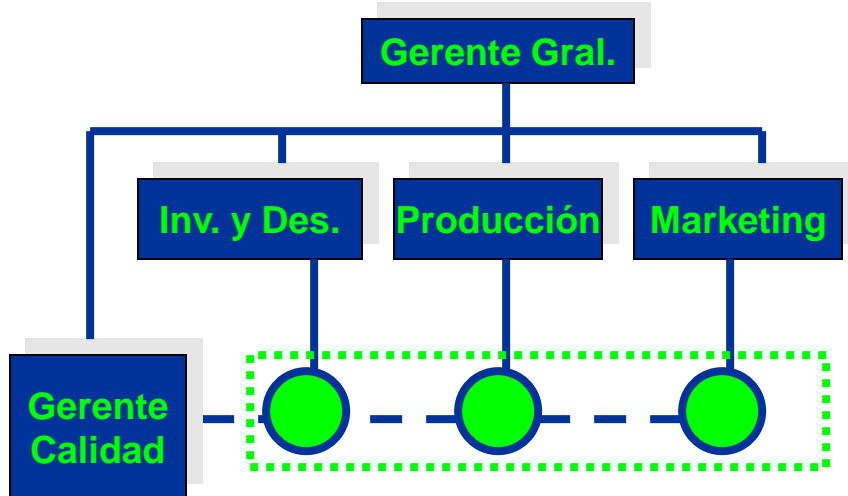 Gerente Gral.
Inv. y Des.
Producción
Marketing
Gerente
Calidad